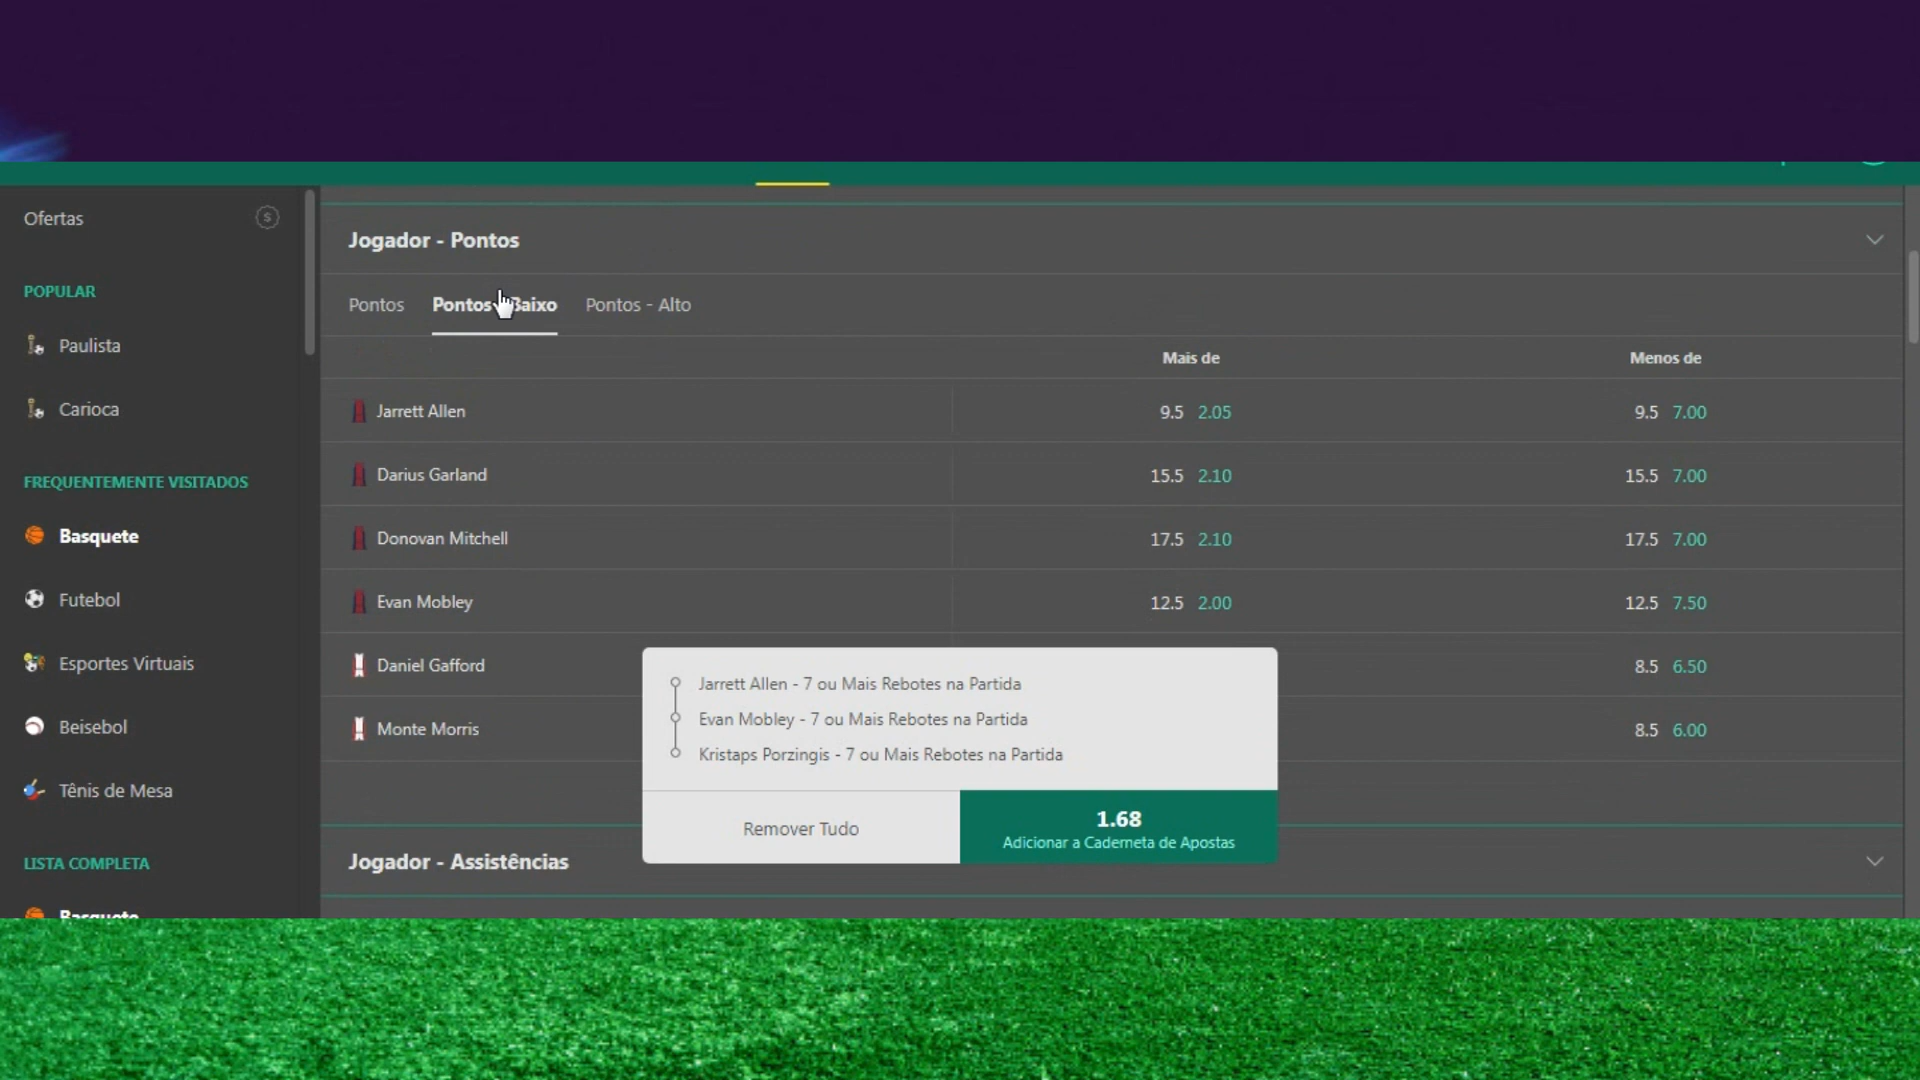 Ofertas
POPULAR
Paulista
Carioca
FREQUENTEMENTE VISITADOS
Basquete
Futebol
Esportes Virtuais
Beisebol
Tênis de Mesa
LISTA COMPLETA
Basquete
Jogador - Pontos
Pontos Pontos Baixo Pontos - Alto
Mais de Menos de
Jarrett Allen 9.5 2.05 9.5 7.00
Darius Garland 15.5 2.10 15.5 7.00
Donovan Mitchell 17.5 2.10 17.5 7.00
Evan Mobley 12.5 2.00 12.5 7.50
Daniel Gafford 8.5 6.50
Monte Morris 8.5 6.00
Jarrett Allen - 7 ou Mais Rebotes na Partida
Evan Mobley - 7 ou Mais Rebotes na Partida
Kristaps Porzingis - 7 ou Mais Rebotes na Partida
Remover Tudo
1.68
Adicionar a Caderneta de Apostas
Jogador - Assistências